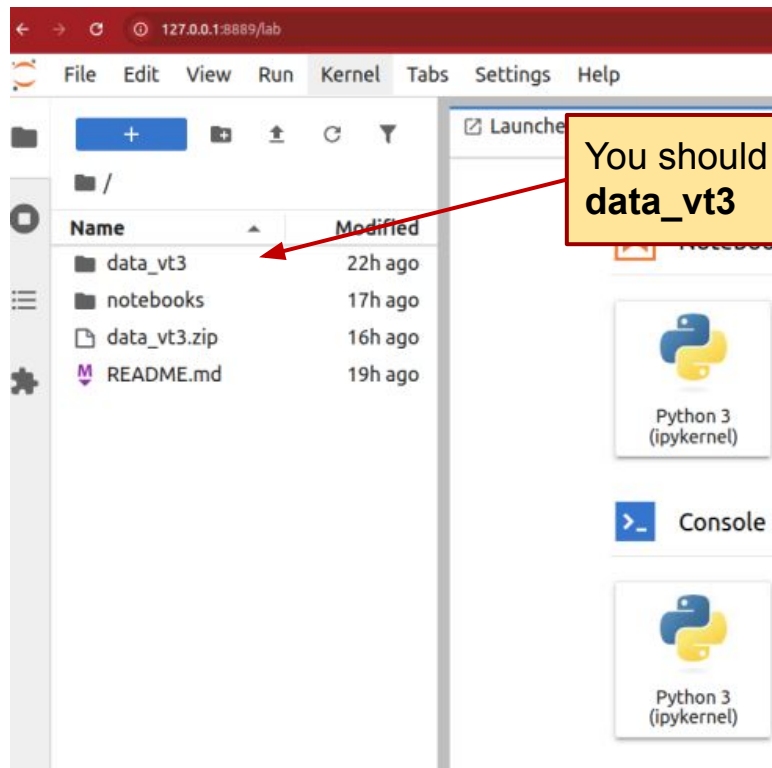 127.0.0.1:8889/lab
File Edit View Run Kernel Tabs Settings Help
+
Launche
You should
data_vt3
/
Name Modified
data_vt3 22h ago
notebooks 17h ago
data_vt3.zip 16h ago
M README.md 19h ago
Python 3
(ipykernel)
>_ Console
Python 3
(ipykernel)